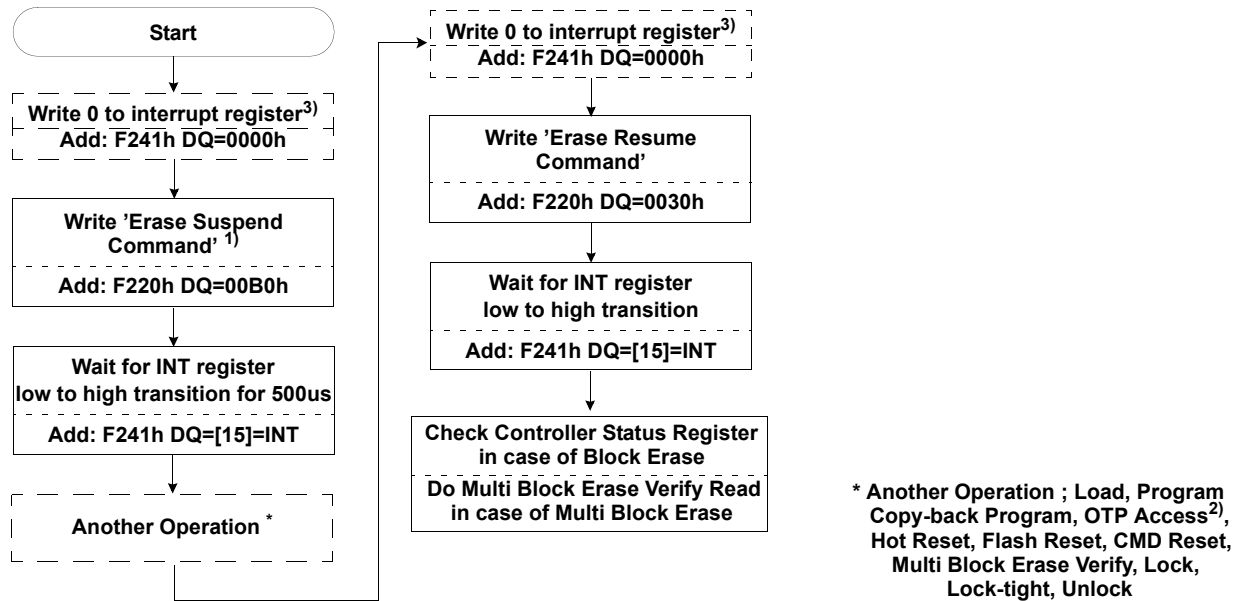 Start
Write 0 to interrupt register3)
Add: F241h DQ=0000h
Write ’Erase Suspend
Command’ 1)
Add: F220h DQ=00B0h
Wait for INT register
low to high transition for 500us
Add: F241h DQ=[15]=INT
Another Operation *
Write 0 to interrupt register3)
Add: F241h DQ=0000h
Write ’Erase Resume
Command’
Add: F220h DQ=0030h
Wait for INT register
low to high transition
Add: F241h DQ=[15]=INT
Check Controller Status Register
in case of Block Erase
Do Multi Block Erase Verify Read
in case of Multi Block Erase
* Another Operation ; Load, Program
Copy-back Program, OTP Access2),
Hot Reset, Flash Reset, CMD Reset,
Multi Block Erase Verify, Lock,
Lock-tight, Unlock